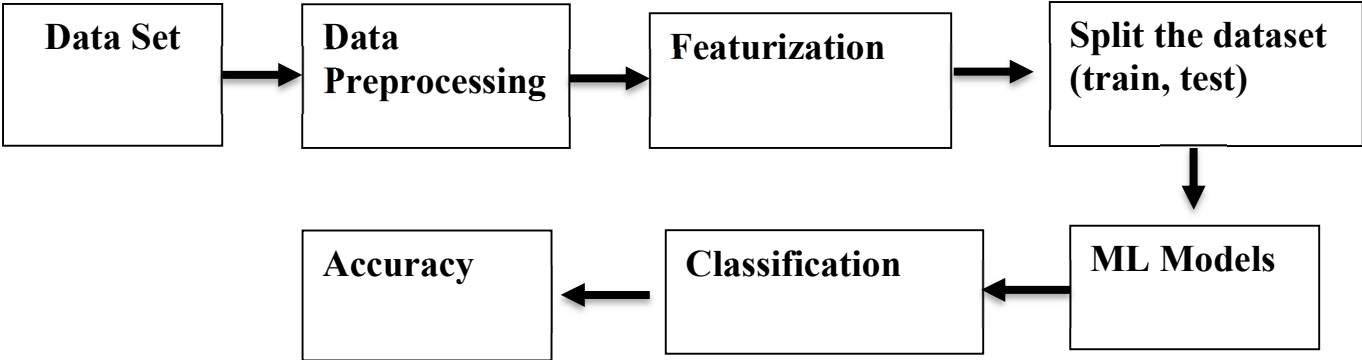 Data Set
Data
Preprocessing
Featurization
Split the dataset
(train, test)
ML Models
Classification
Accuracy